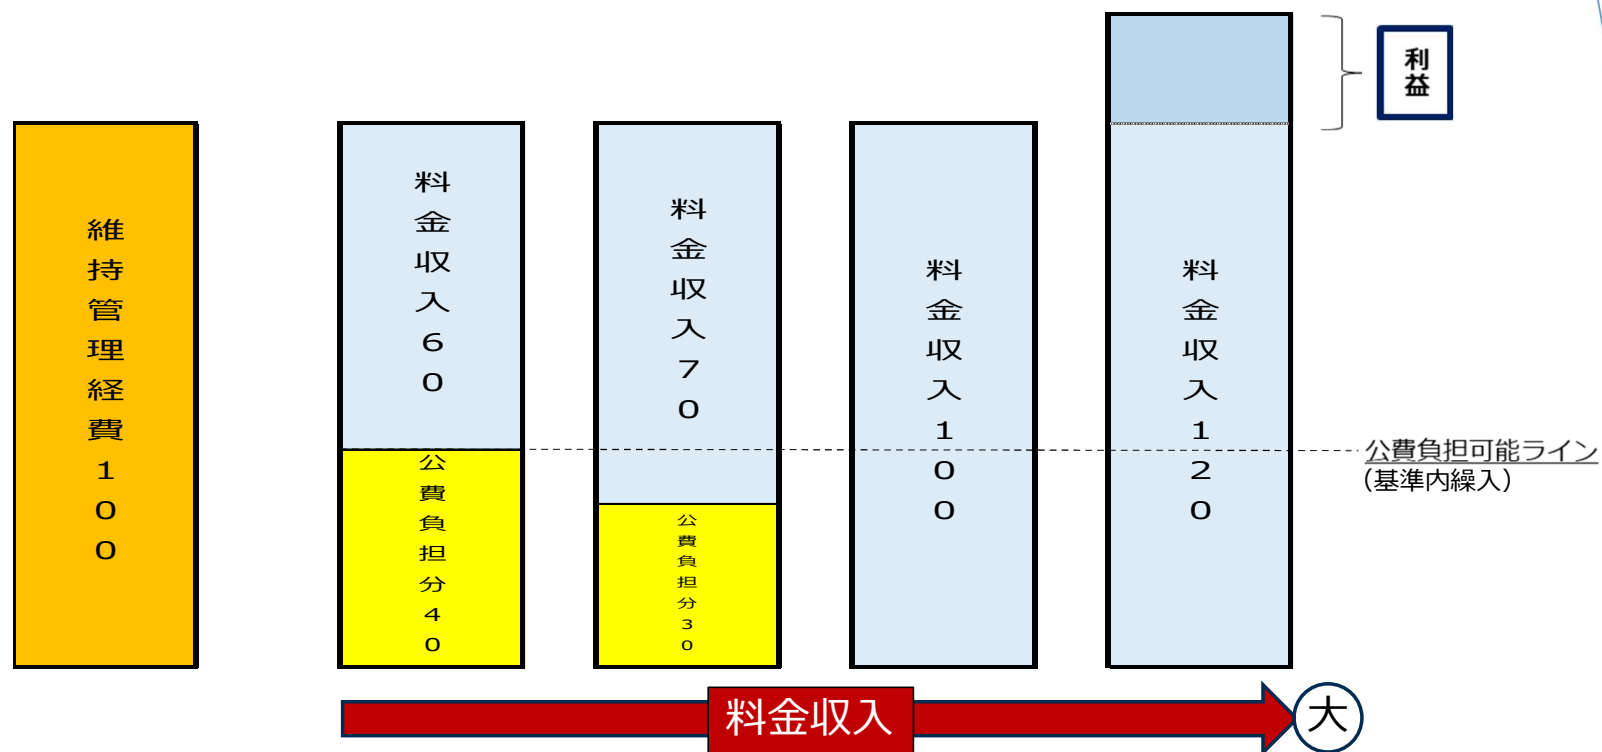 維持管理経費100
料金収入60
公費負担分40
料金収入70
公費負担分30
料金収入100
料金収入120
利益
公費負担可能ライン
(基準内繰入)
料金収入
大